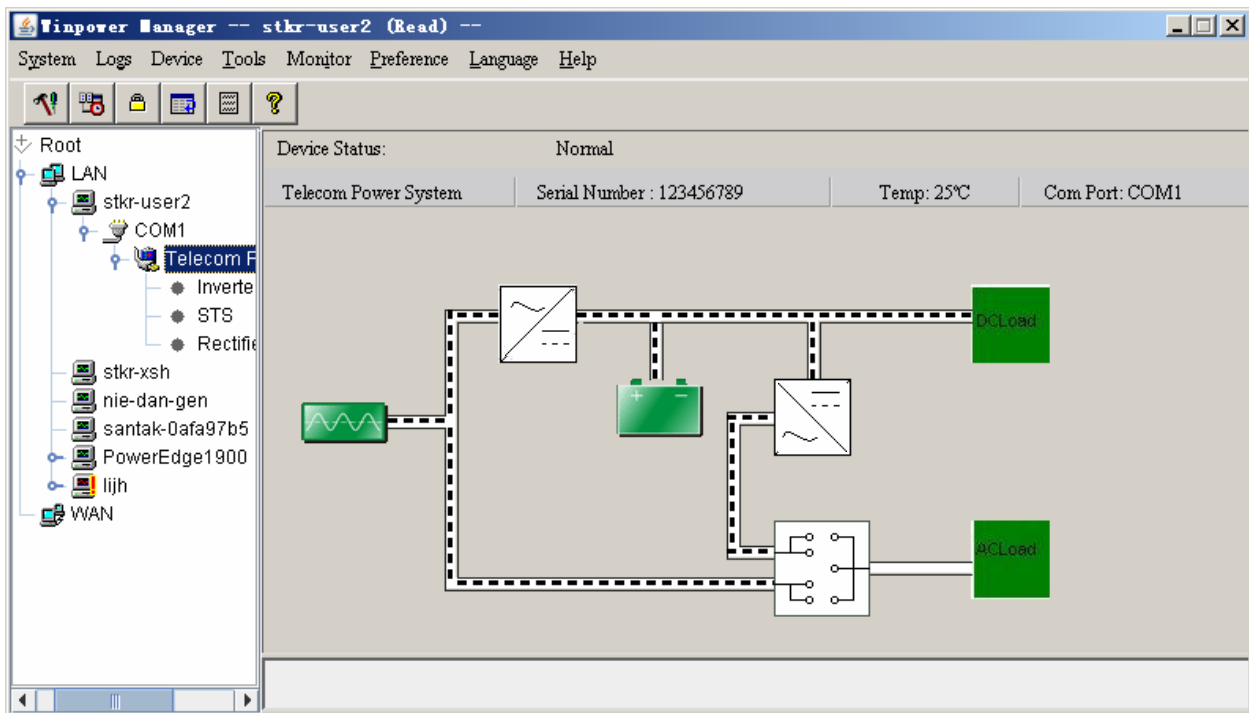 Winpower Manager -- stkr-user2 (Read) --
System Logs Device Tools Monitor Preference Language Help
Root
LAN
stkr-user2
COM1
Telecom P
Inverte
STS
Rectifie
stkr-xsh
nie-dan-gen
santak-0afa97b5
PowerEdge1900
lijh
WAN
Device Status: Normal
Telecom Power System Serial Number : 123456789 Temp: 25℃ Com Port: COM1
DCLoad
+ −
ACLoad